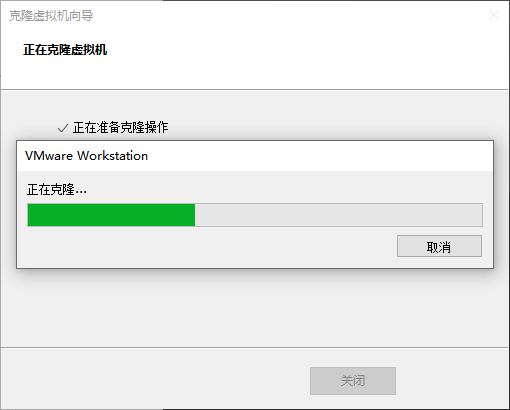 克隆虚拟机向导
正在克隆虚拟机
正在准备克隆操作
VMware Workstation
正在克隆...
取消
关闭